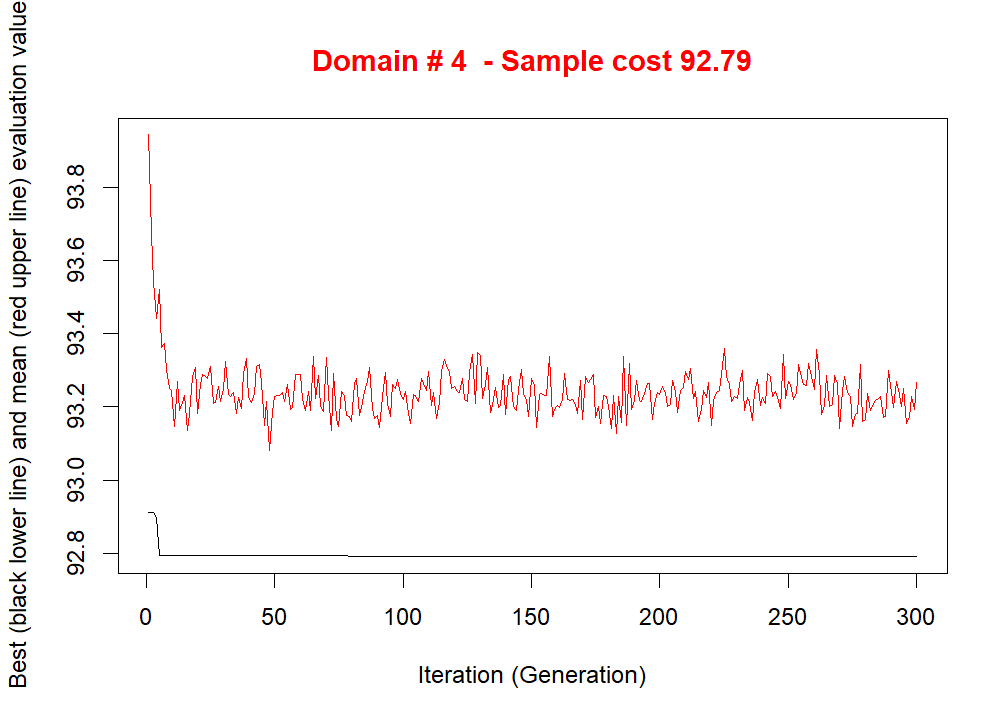 Domain # 4  - Sample cost 92.79
Best (black lower line) and mean (red upper line) evaluation value
93.8
93.6
93.4
93.2
93.0
92.8
0 50 100 150 200 250 300
Iteration (Generation)